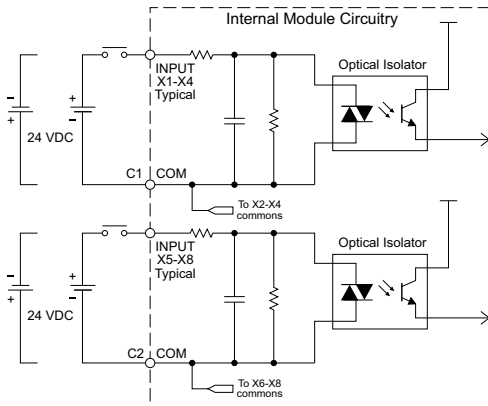 Internal Module Circuitry
INPUT
X1-X4
Typical
Optical Isolator
-
+
+
-
24 VDC
C1 COM
To X2-X4
commons
INPUT
X5-X8
Typical
Optical Isolator
-
+
+
-
24 VDC
C2 COM
To X6-X8
commons